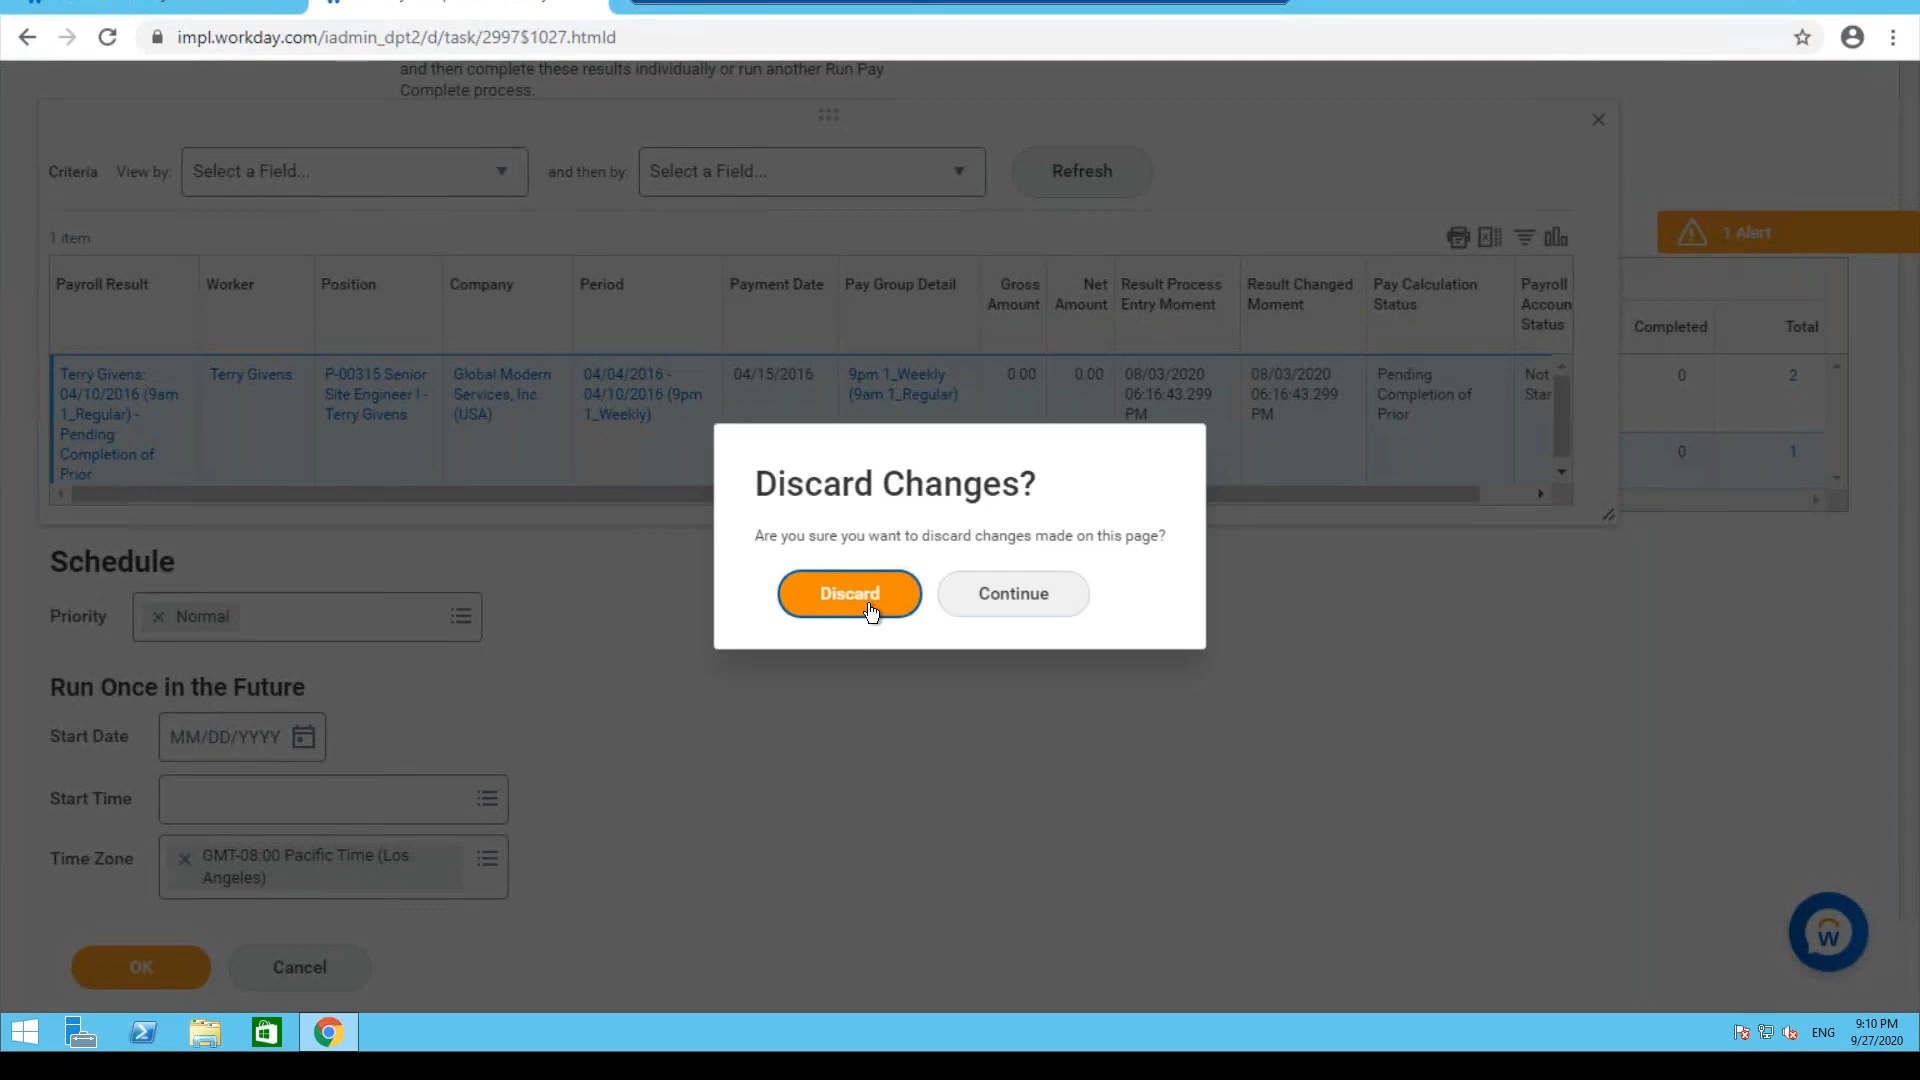 impl.workday.com/iadmin_dpt2/d/task/2997$1027.htmld
and then complete these results individually or run another Run Pay
Complete process.
Criteria View by: Select a Field... and then by: Select a Field... Refresh
1 item
1 Alert
Payroll Result Worker Position Company Period Payment Date Pay Group Detail Gross Amount Net Amount Result Process Entry Moment Result Changed Moment Pay Calculation Status Payroll Accoun Status Completed Total
Terry Givens: 04/10/2016 (9am 1_Regular) - Pending Completion of Prior
Terry Givens
P-00315 Senior Site Engineer I - Terry Givens
Global Modern Services, Inc. (USA)
04/04/2016 - 04/10/2016 (9pm 1_Weekly)
04/15/2016
9pm 1_Weekly (9am 1_Regular)
0.00
0.00
08/03/2020 06:16:43.299 PM
08/03/2020 06:16:43.299 PM
Pending Completion of Prior
Not Star
0 2
0 1
Discard Changes?
Are you sure you want to discard changes made on this page?
Discard Continue
Schedule
Priority Normal
Run Once in the Future
Start Date MM/DD/YYYY
Start Time
Time Zone GMT-08:00 Pacific Time (Los
Angeles)
OK Cancel
W
ENG
9:10 PM
9/27/2020